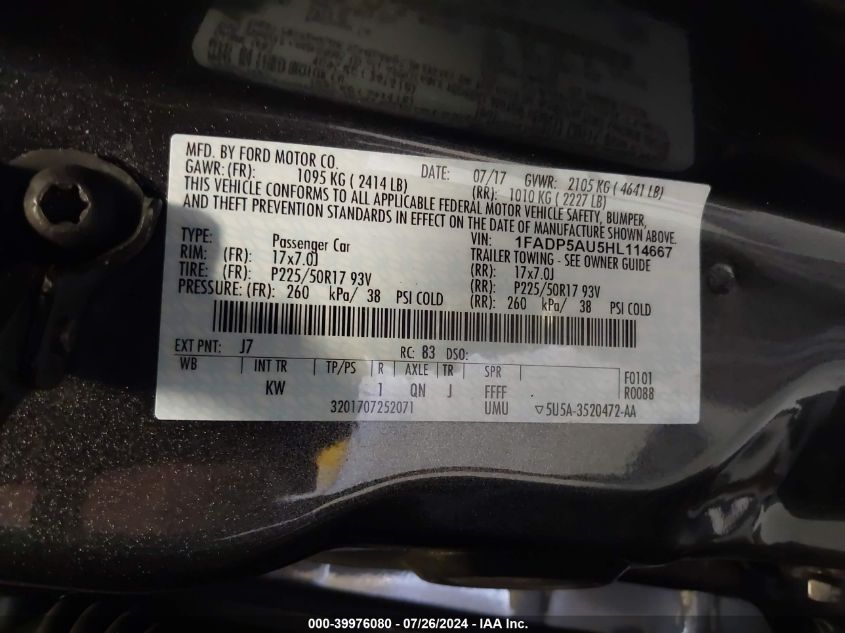 MFD. BY FORD MOTOR CO.
DATE: 07/17 GVWR: 2105 KG ( 4641 LB)
GAWR: (FR): 1095 KG ( 2414 LB) (RR): 1010 KG ( 2227 LB)
THIS VEHICLE CONFORMS TO ALL APPLICABLE FEDERAL MOTOR VEHICLE SAFETY, BUMPER,
AND THEFT PREVENTION STANDARDS IN EFFECT ON THE DATE OF MANUFACTURE SHOWN ABOVE.
VIN: 1FADP5AU5HL114667
TYPE: Passenger Car TRAILER TOWING - SEE OWNER GUIDE
RIM: (FR): 17x7.0J (RR): 17x7.0J
TIRE: (FR): P225/50R17 93V (RR): P225/50R17 93V
PRESSURE: (FR): 260 kPa/ 38 PSI COLD (RR): 260 kPa/ 38 PSI COLD
EXT PNT: J7 RC: 83 DSO:
WB INT TR TP/PS R AXLE TR SPR F0101
KW 1 QN J FFFF R0088
3201707252071 UMU ▽5U5A-3520472-AA
000-39976080 - 07/26/2024 - IAA Inc.